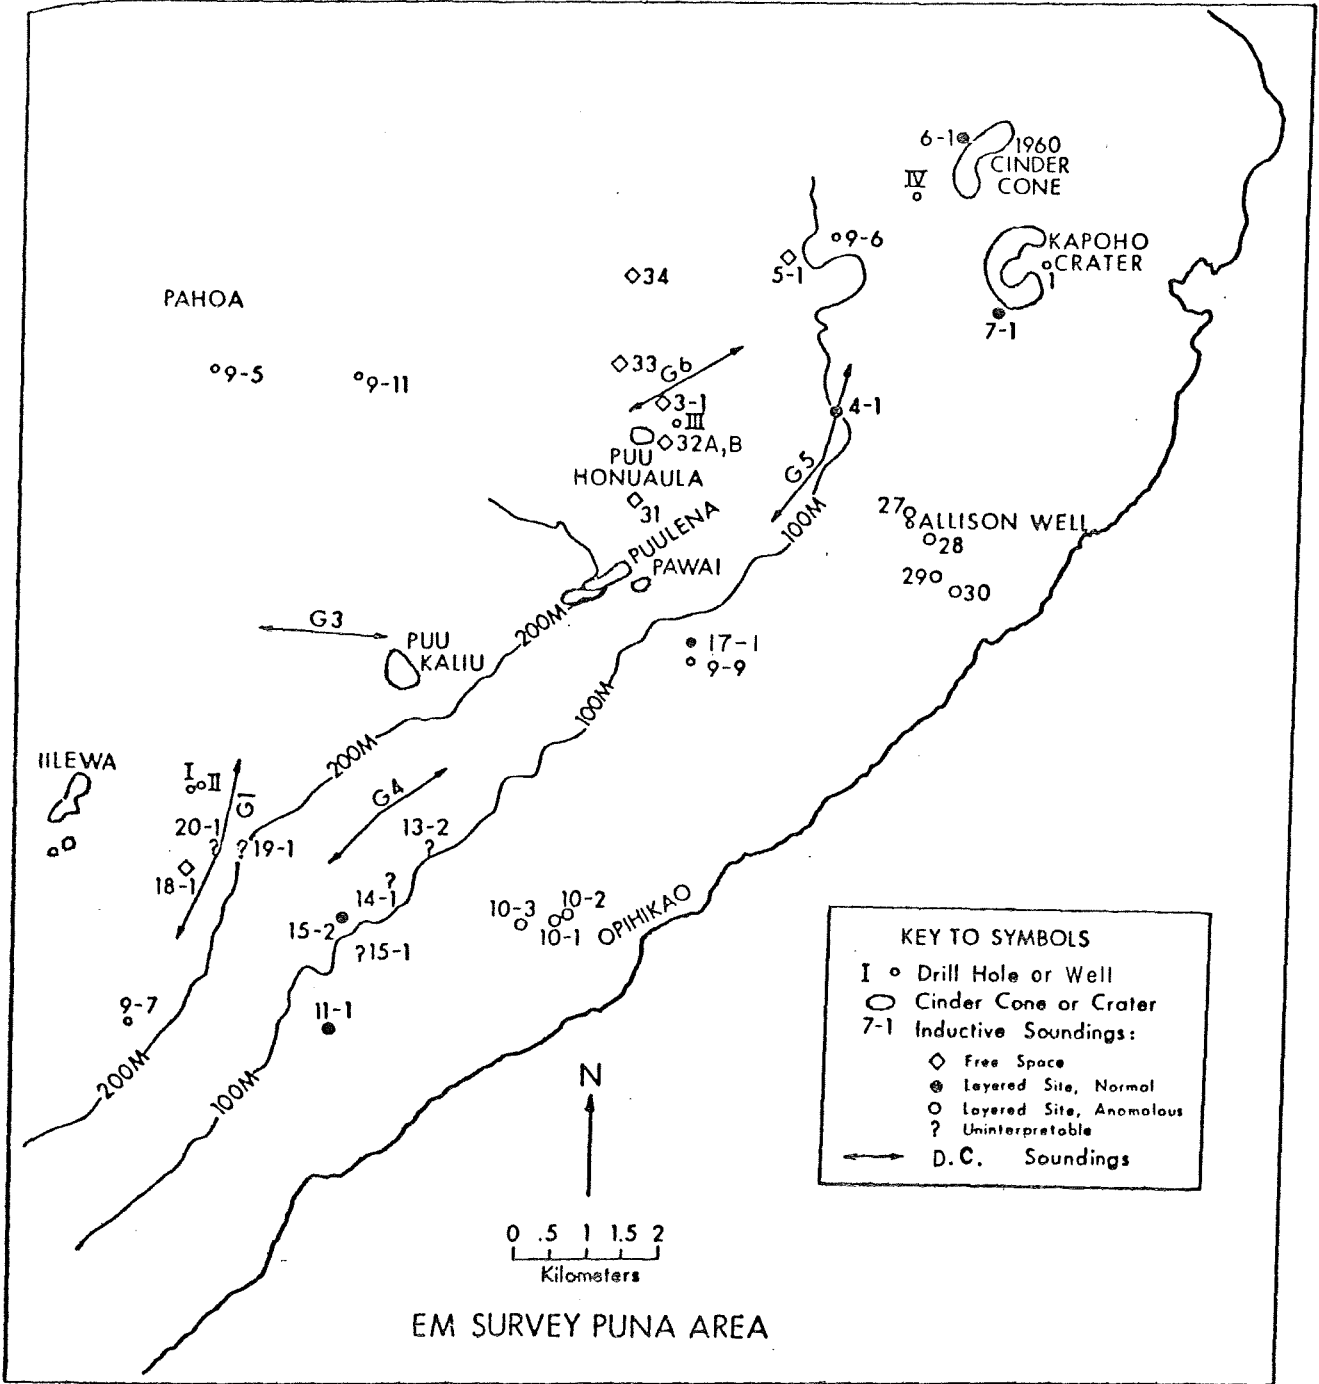 6-1
1960
CINDER
CONE
IV
9-6
KAPOHO
CRATER
1
5-1
34
PAHOA
7-1
33
G6
9-5
9-11
3-1
III
4-1
32A,B
PUU
HONUAULA
G5
31
100M
27
ALLISON WELL
28
PUULENA
PAWAI
29
30
G3
200M
PUU
KALIU
17-1
9-9
100M
200M
IILEWA
I II
G4
G1
20-1
19-1
?
?
13-2
?
18-1
14-1
?
15-2
?15-1
10-3
10-2
10-1
OPIHIKAO
9-7
11-1
200M
100M
KEY TO SYMBOLS
I Drill Hole or Well
Cinder Cone or Crater
7-1 Inductive Soundings:
Free Space
Layered Site, Normal
Layered Site, Anomalous
? Uninterpretable
D.C. Soundings
N
0 .5 1 1.5 2
Kilometers
EM SURVEY PUNA AREA